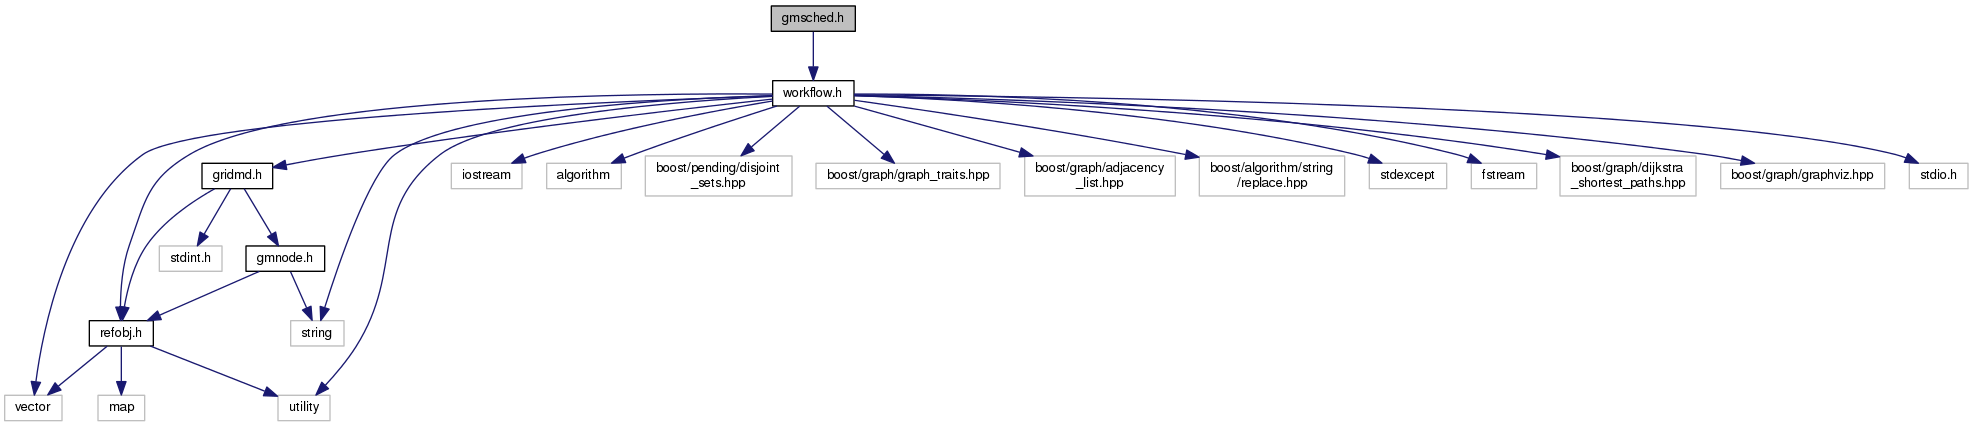 gmsched.h
workflow.h
gridmd.h
iostream
algorithm
boost/pending/disjoint
_sets.hpp
boost/graph/graph_traits.hpp
boost/graph/adjacency
_list.hpp
boost/algorithm/string
/replace.hpp
stdexcept
fstream
boost/graph/dijkstra
_shortest_paths.hpp
boost/graph/graphviz.hpp
stdio.h
stdint.h
gmnode.h
refobj.h
string
vector
map
utility